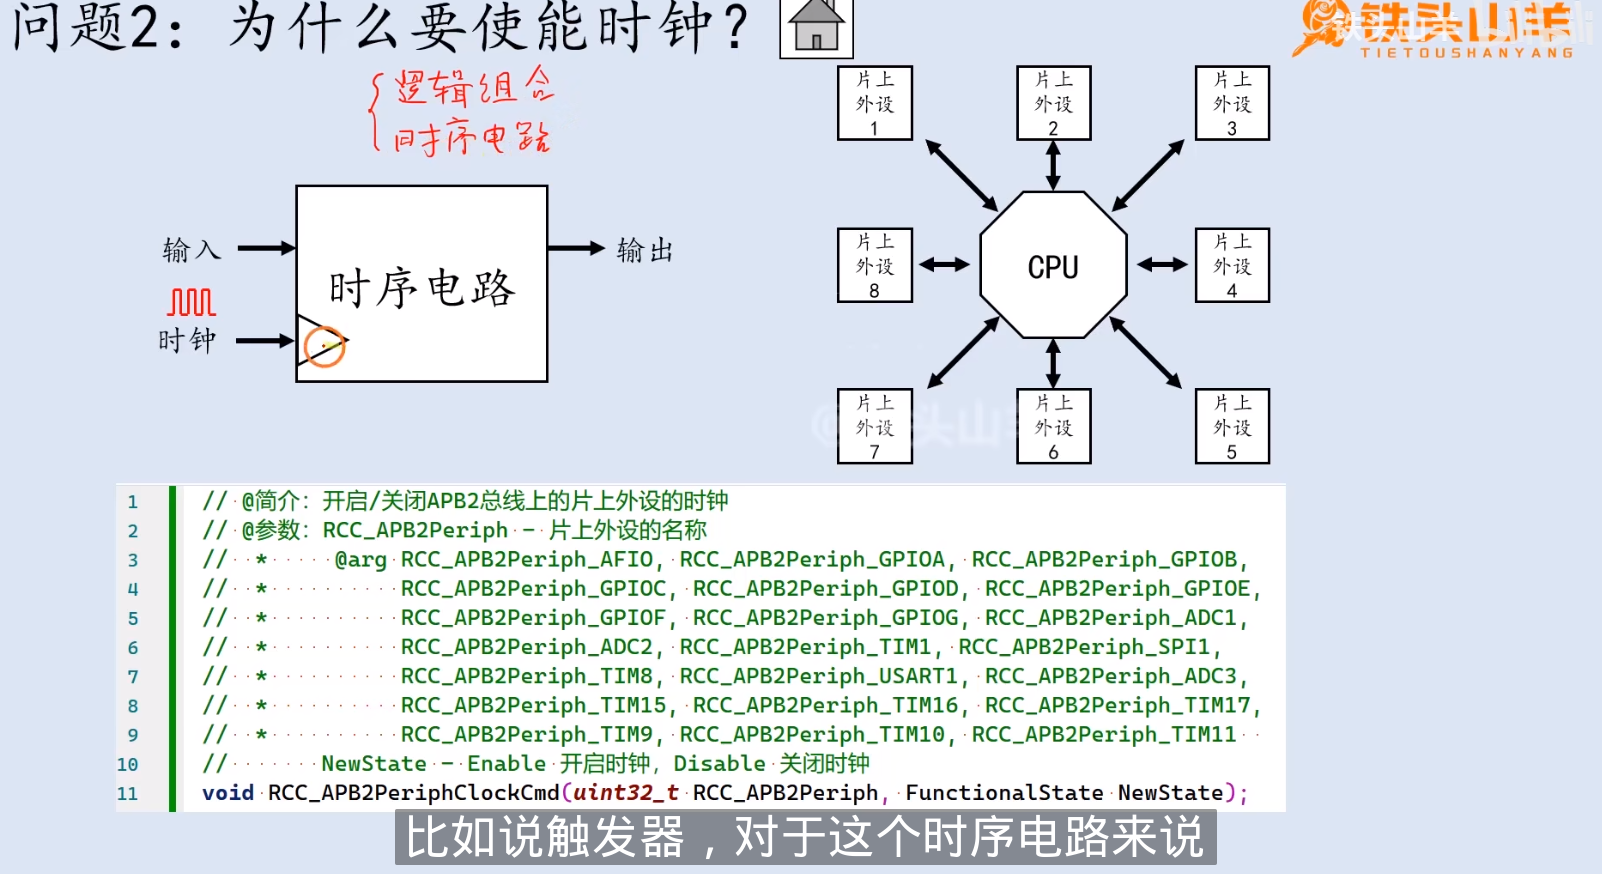 问题2：为什么要使能时钟？
铁头山羊
TIETOUSHANYANG
逻辑组合
时序电路
输入
时钟
时序电路
输出
片上
外设
1
片上
外设
2
片上
外设
3
片上
外设
8
CPU
片上
外设
4
片上
外设
7
片上
外设
6
片上
外设
5
1 // @简介：开启/关闭APB2总线上的片上外设的时钟
2 // @参数：RCC_APB2Periph - 片上外设的名称
3 // * @arg RCC_APB2Periph_AFIO, RCC_APB2Periph_GPIOA, RCC_APB2Periph_GPIOB,
4 // * RCC_APB2Periph_GPIOC, RCC_APB2Periph_GPIOD, RCC_APB2Periph_GPIOE,
5 // * RCC_APB2Periph_GPIOF, RCC_APB2Periph_GPIOG, RCC_APB2Periph_ADC1,
6 // * RCC_APB2Periph_ADC2, RCC_APB2Periph_TIM1, RCC_APB2Periph_SPI1,
7 // * RCC_APB2Periph_TIM8, RCC_APB2Periph_USART1, RCC_APB2Periph_ADC3,
8 // * RCC_APB2Periph_TIM15, RCC_APB2Periph_TIM16, RCC_APB2Periph_TIM17,
9 // * RCC_APB2Periph_TIM9, RCC_APB2Periph_TIM10, RCC_APB2Periph_TIM11
10 // NewState - Enable 开启时钟，Disable 关闭时钟
11 void RCC_APB2PeriphClockCmd(uint32_t RCC_APB2Periph, FunctionalState NewState);
比如说触发器，对于这个时序电路来说